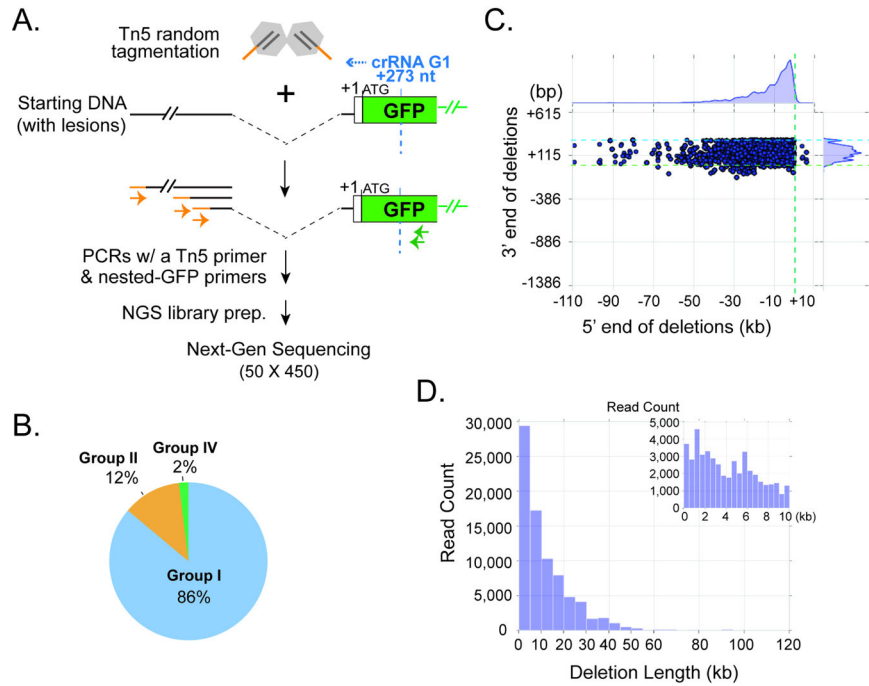 A.
Tn5 random
tagmentation
crRNA G1
+273 nt
+
+1 ATG
Starting DNA
(with lesions)
GFP
+1 ATG
GFP
PCRs w/ a Tn5 primer
& nested-GFP primers
NGS library prep.
Next-Gen Sequencing
(50 X 450)
B.
Group IV
2%
Group II
12%
Group I
86%
C.
(bp)
+615
+115
-386
-886
-1386
3' end of deletions
-110 -90 -70 -50 -30 -10 +10
5' end of deletions (kb)
D.
Read Count
30,000
25,000
20,000
15,000
10,000
5,000
0
0 10 20 30 40 50 60 80 100 120
Deletion Length (kb)
Read Count
5,000
4,000
3,000
2,000
1,000
0
0 2 4 6 8 10 (kb)